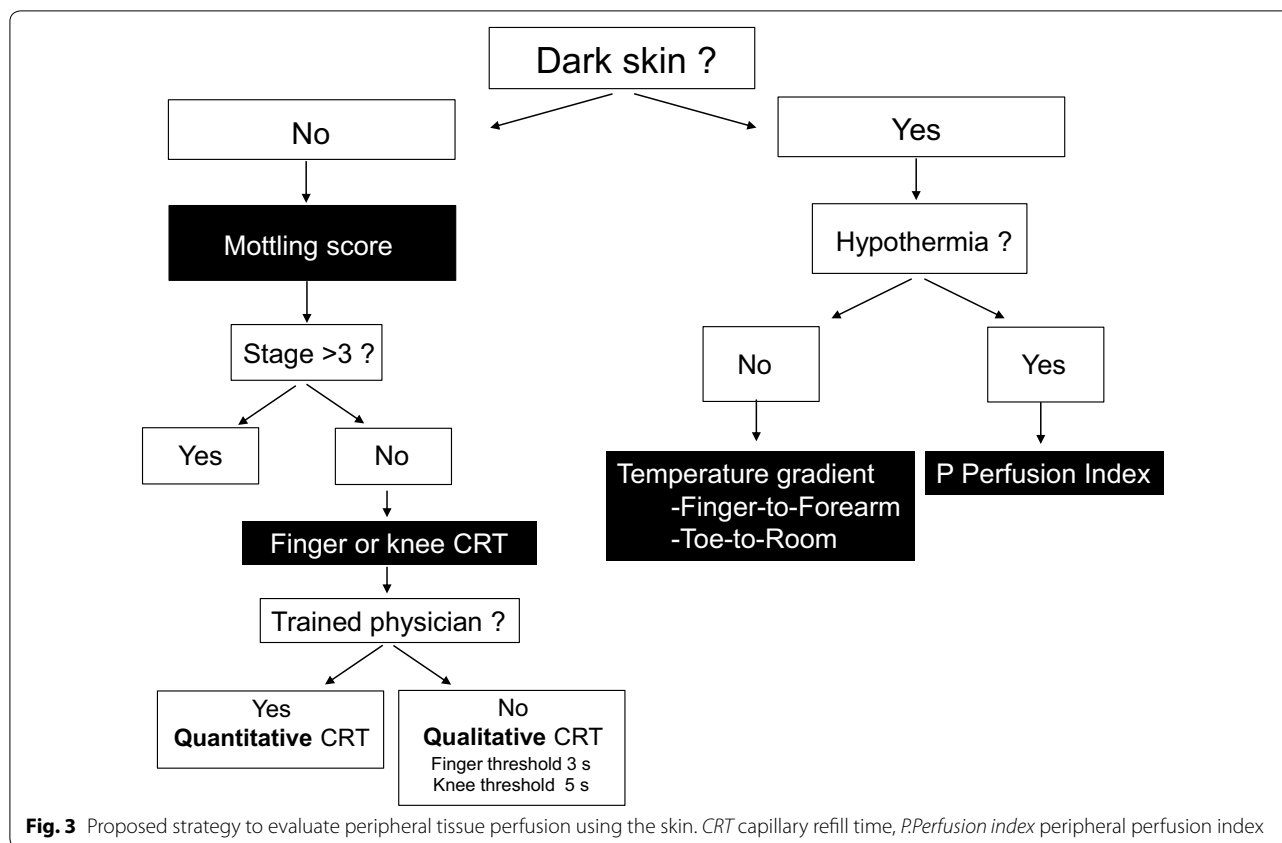 Dark skin ?
No
Yes
Mottling score
Hypothermia ?
Stage >3 ?
No
Yes
Yes
No
Temperature gradient
-Finger-to-Forearm
-Toe-to-Room
P Perfusion Index
Finger or knee CRT
Trained physician ?
Yes
Quantitative CRT
No
Qualitative CRT
Finger threshold 3 s
Knee threshold 5 s
Fig. 3 Proposed strategy to evaluate peripheral tissue perfusion using the skin. CRT capillary refill time, P.Perfusion index peripheral perfusion index